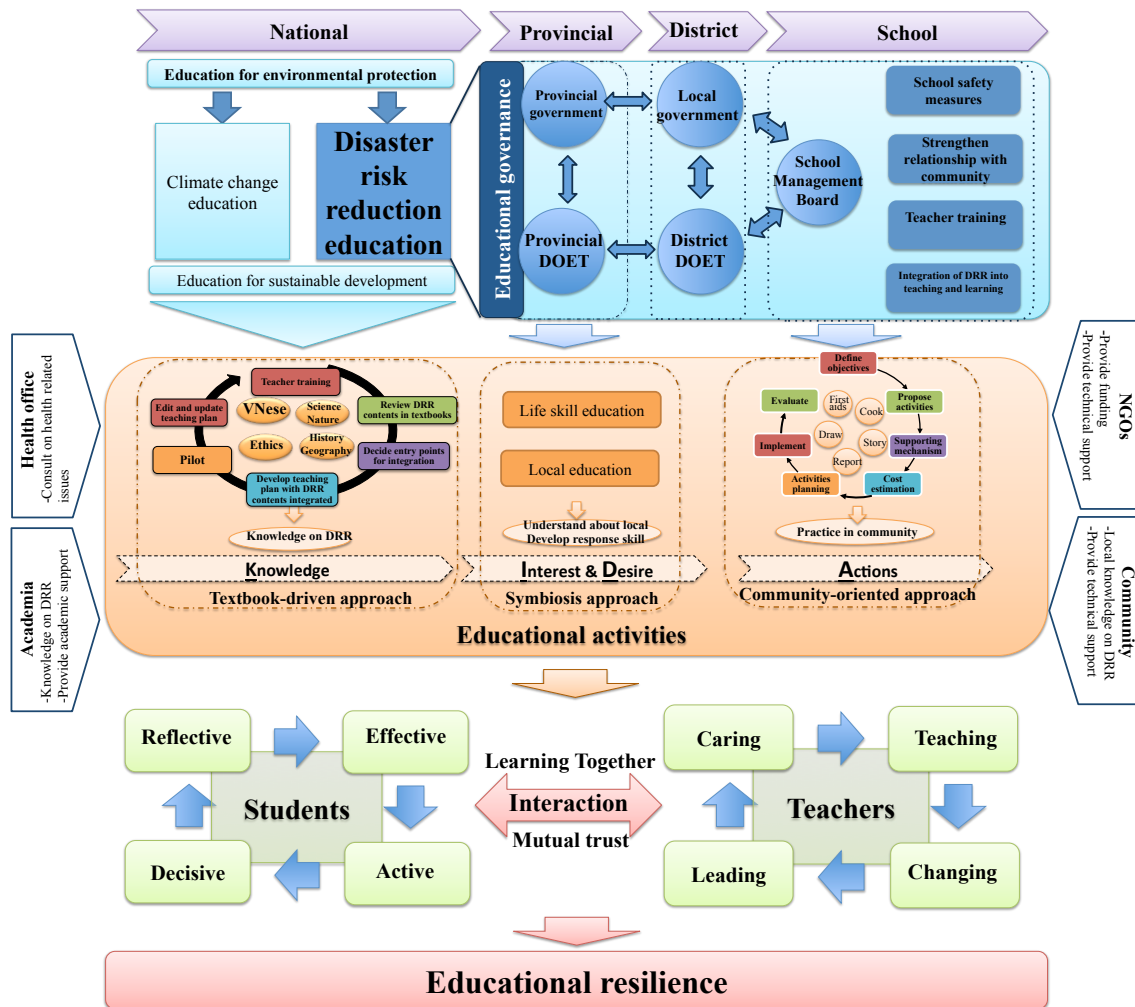 National
Provincial
District
School
Education for environmental protection
Climate change
education
Disaster
risk
reduction
education
Education for sustainable development
Educational governance
Provincial
government
Local
government
Provincial
DOET
District
DOET
School
Management
Board
School safety
measures
Strengthen
relationship with
community
Teacher training
Integration of DRR into
teaching and learning
Health office
-Consult on health related
issues
Academia
-Knowledge on DRR
-Provide academic support
NGOs
-Provide funding
-Provide technical support
Community
-Local knowledge on DRR
-Provide technical support
Teacher training
Review DRR
contents in textbooks
Decide entry points
for integration
Develop teaching
plan with DRR
contents integrated
Pilot
Edit and update
teaching plan
VNese
Science
Nature
Ethics
History
Geography
Knowledge on DRR
Knowledge
Textbook-driven approach
Life skill education
Local education
Understand about local
Develop response skill
Interest & Desire
Symbiosis approach
Define
objectives
Propose
activities
Supporting
mechanism
Cost
estimation
Activities
planning
Implement
Evaluate
First
aids
Cook
Draw
Story
Report
Practice in community
Actions
Community-oriented approach
Educational activities
Reflective
Effective
Students
Decisive
Active
Learning Together
Interaction
Mutual trust
Caring
Teaching
Teachers
Leading
Changing
Educational resilience